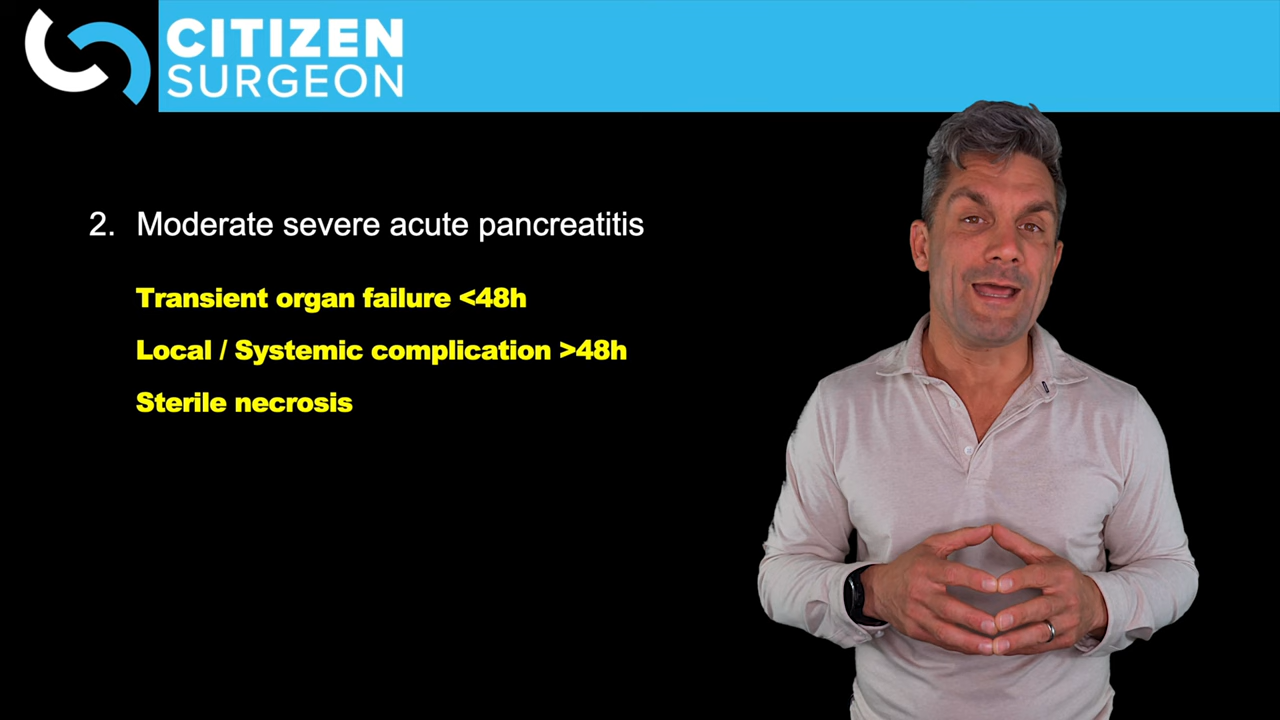 CITIZEN
SURGEON
2. Moderate severe acute pancreatitis
Transient organ failure <48h
Local / Systemic complication >48h
Sterile necrosis